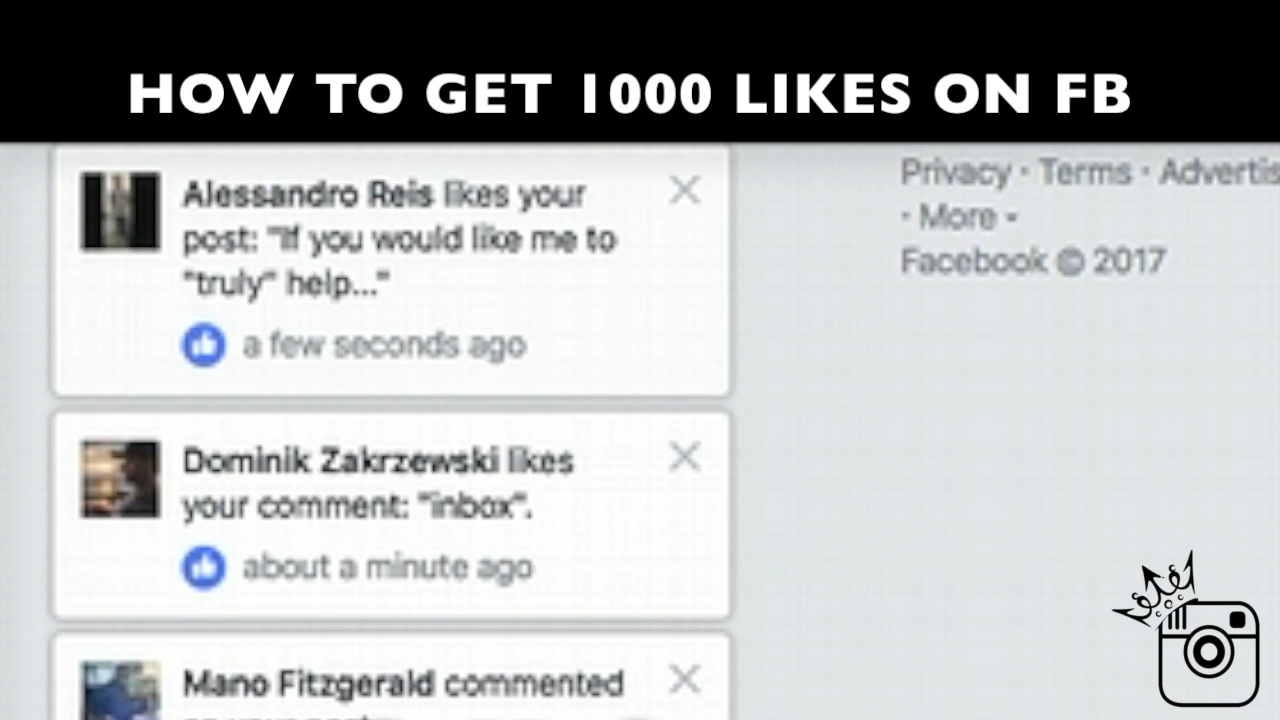 HOW TO GET 1000 LIKES ON FB
Alessandro Reis likes your
post: "If you would like me to
"truly" help..."
a few seconds ago
Dominik Zakrzewski likes
your comment: "inbox".
about a minute ago
Mano Fitzgerald commented
Privacy · Terms · Advertis
· More
Facebook © 2017